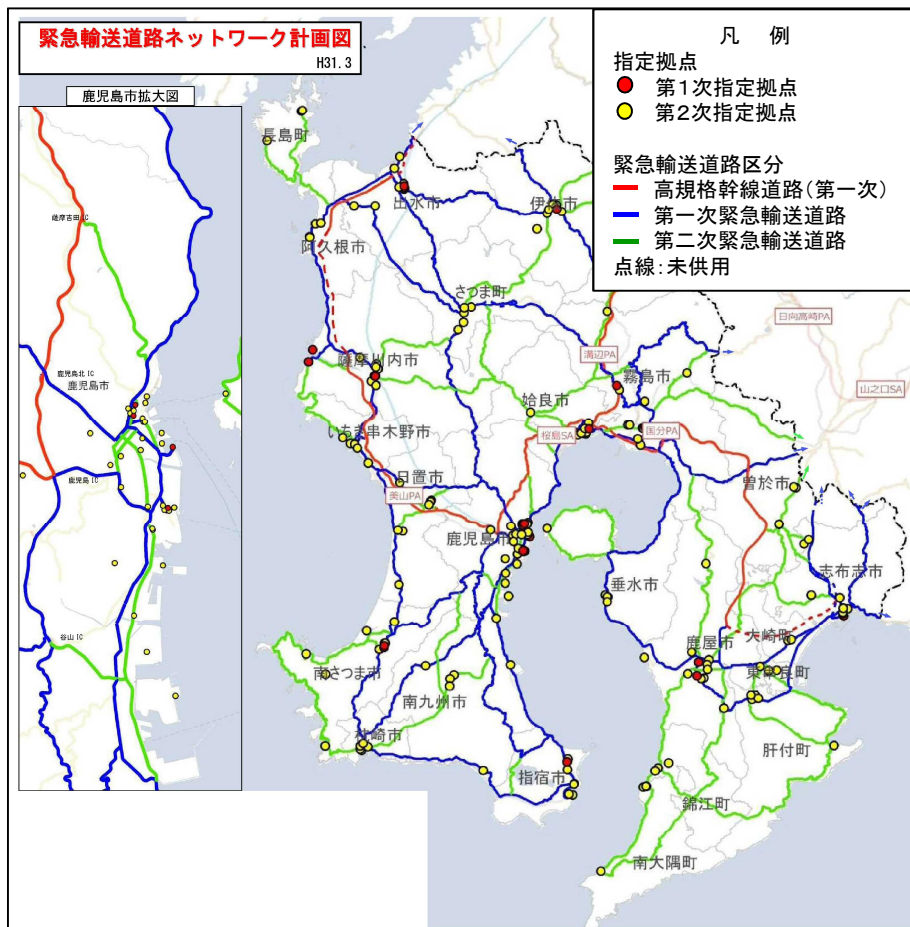 緊急輸送道路ネットワーク計画図
H31.3
鹿児島市拡大図
凡 例
指定拠点
第1次指定拠点
第2次指定拠点
緊急輸送道路区分
高規格幹線道路(第一次)
第一次緊急輸送道路
第二次緊急輸送道路
点線:未供用
薩摩吉田IC
鹿児島北IC
鹿児島市
鹿児島IC
谷山IC
長島町
出水市
伊佐市
阿久根市
さつま町
日向高崎PA
溝辺PA
薩摩川内市
霧島市
山之口SA
姶良市
いちき串木野市
桜島SA
国分PA
日置市
美山PA
曽於市
鹿児島市
志布志市
垂水市
大崎町
鹿屋市
南さつま市
東串良町
南九州市
枕崎市
肝付町
指宿市
錦江町
南大隅町